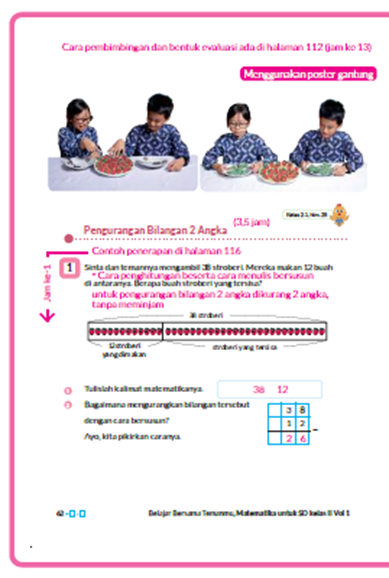 Cara pembimbingan dan bentuk evaluasi ada di halaman 112 (jam ke 13)
Menggunakan poster gantung
(3,5 jam)
Pengurangan Bilangan 2 Angka
Contoh penerapan di halaman 116
Jam ke-1
1 Sinta dan temannya mengambil 38 stroberi. Mereka makan 12 buah
* Cara penghitungan beserta cara menulis bersusun
di antaranya. Berapa buah stroberi yang tersisa?
untuk pengurangan bilangan 2 angka dikurang 2 angka,
tanpa meminjam
38 stroberi
12 stroberi
yang dimakan
stroberi yang tersisa
1 Tulislah kalimat matematikanya. 38 12
2 Bagaimana mengurangkan bilangan tersebut
dengan cara bersusun?
Ayo, kita pikirkan caranya.
3 8
1 2
-
2 6
62 - □ = □
Belajar Bersama Temanmu, Matematika untuk SD kelas II Vol 1